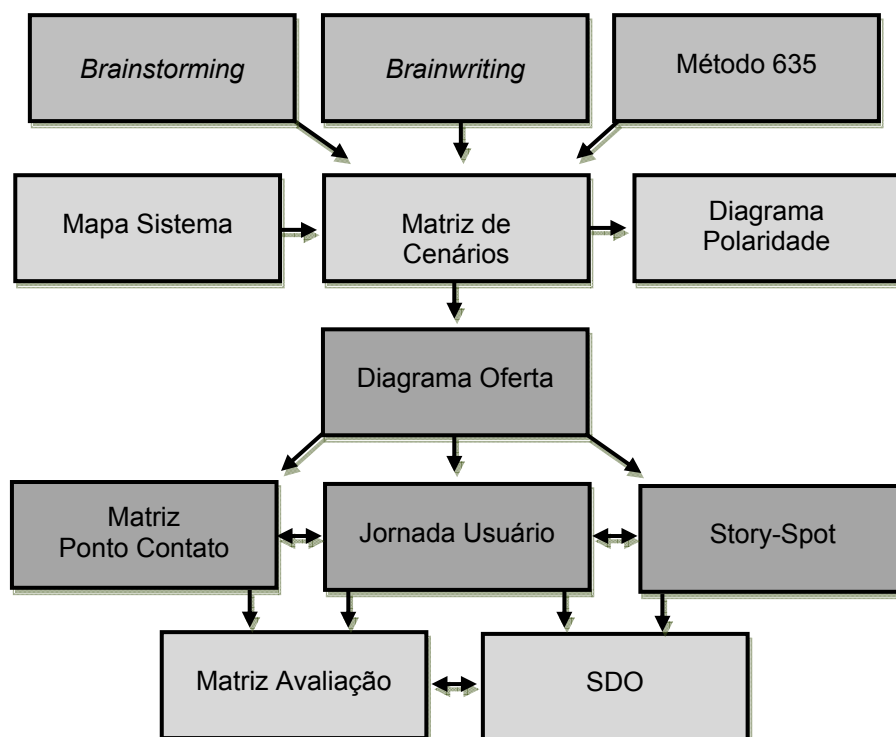 Brainstorming
Brainwriting
Método 635
Mapa Sistema
Matriz de
Cenários
Diagrama
Polaridade
Diagrama Oferta
Matriz
Ponto Contato
Jornada Usuário
Story-Spot
Matriz Avaliação
SDO